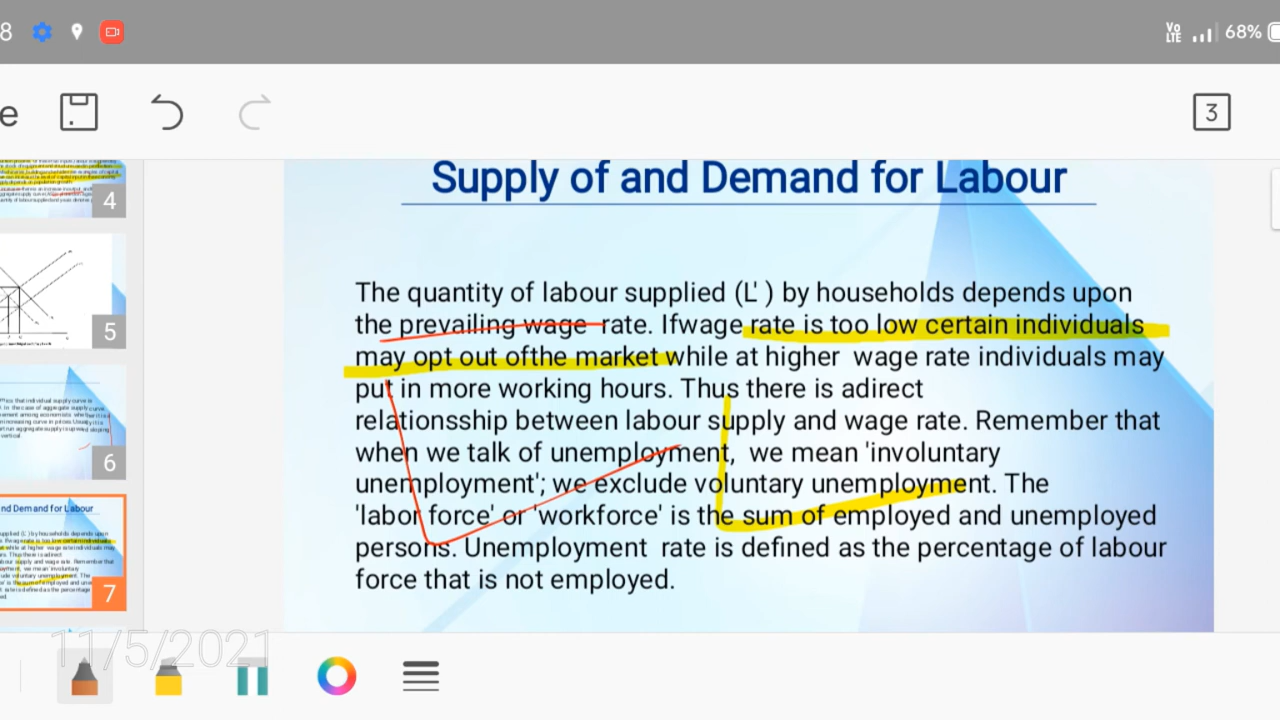 8
Vo
LTE
68%
e
3
Supply of and Demand for Labour
The quantity of labour supplied (L' ) by households depends upon
the prevailing wage rate. Ifwage rate is too low certain individuals
may opt out ofthe market while at higher wage rate individuals may
put in more working hours. Thus there is adirect
relationsship between labour supply and wage rate. Remember that
when we talk of unemployment, we mean 'involuntary
unemployment'; we exclude voluntary unemployment. The
'labor force' or 'workforce' is the sum of employed and unemployed
persons. Unemployment rate is defined as the percentage of labour
force that is not employed.
4
5
6
nd Demand for Labour
7
11/5/2021